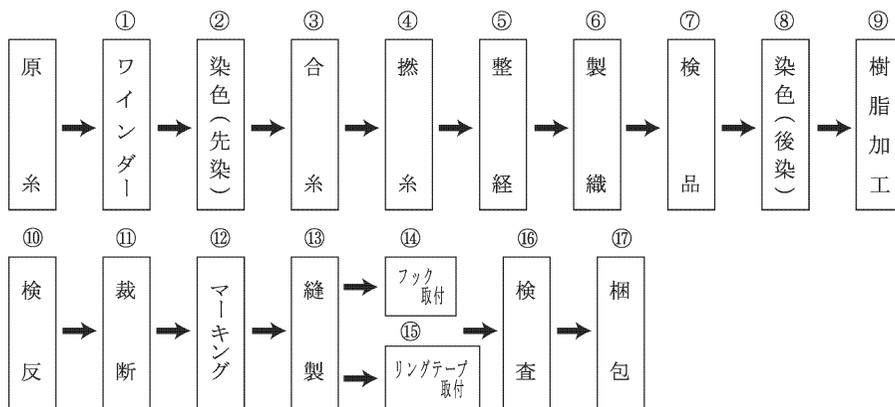 ① ② ③ ④ ⑤ ⑥ ⑦ ⑧ ⑨
原糸
ワインダー
染色(先染)
合糸
撚糸
整経
製織
検品
染色(後染)
樹脂加工
⑩ ⑪ ⑫ ⑬ ⑭ ⑯ ⑰
検反
裁断
マーキング
縫製
フック
取付
⑮
リングテープ
取付
検査
梱包